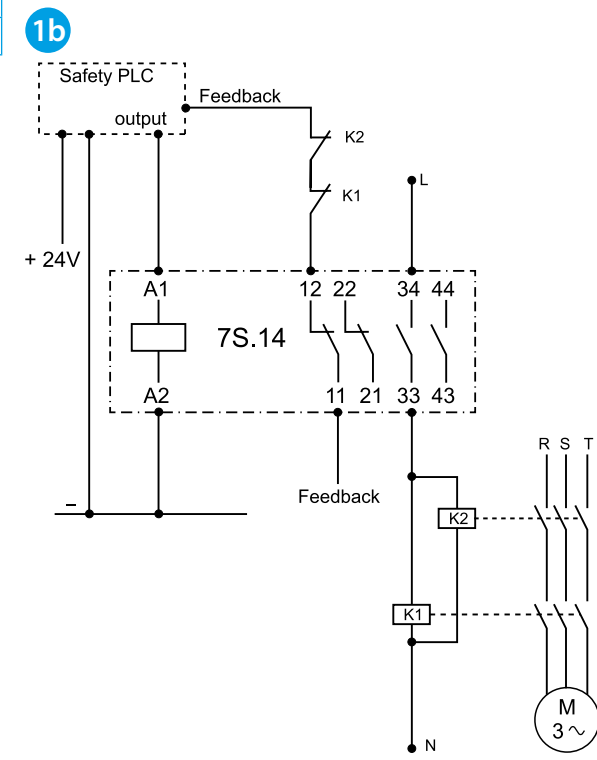 1b
Safety PLC
Feedback
output
K2
K1
L
+ 24V
A1
12 22
34 44
7S.14
A2
11 21
33 43
R S T
Feedback
–
K2
K1
M
3 ~
N